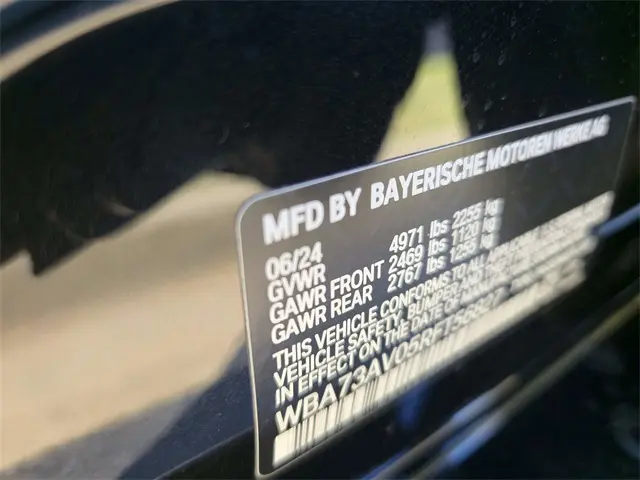 MFD BY BAYERISCHE MOTOREN WERKE AG
06/24
GVWR 4971 lbs 2255 kg
GAWR FRONT 2469 lbs 1120 kg
GAWR REAR 2767 lbs 1255 kg
THIS VEHICLE CONFORMS TO ALL APPLICABLE
VEHICLE SAFETY, BUMPER AND
IN EFFECT ON THE DATE OF